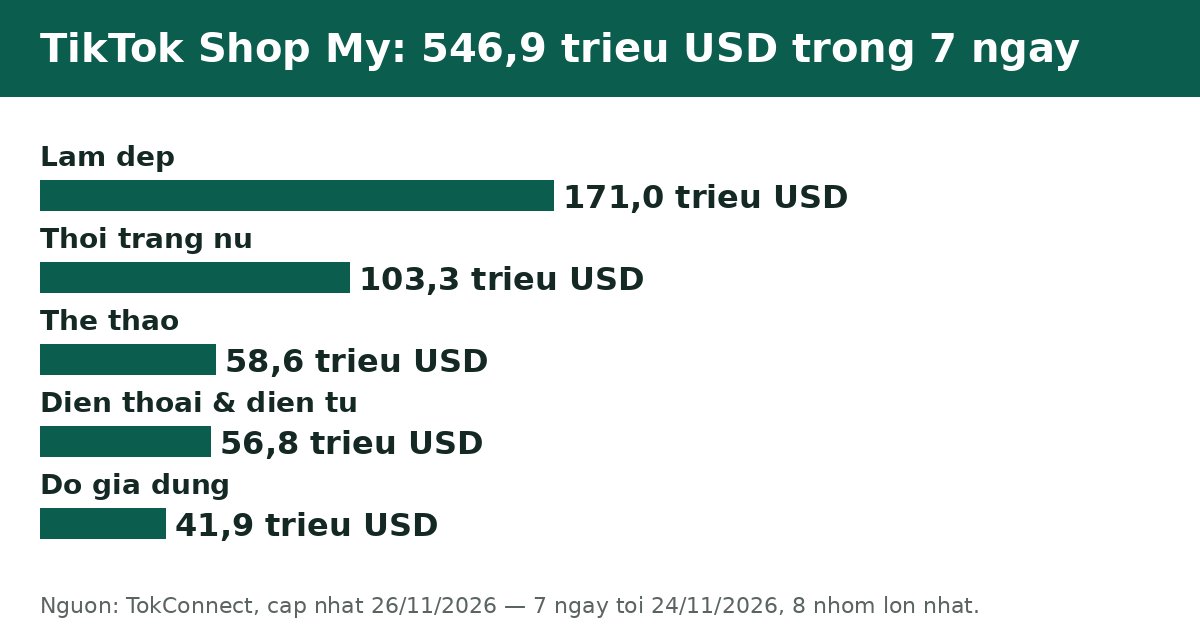 TikTok Shop My: 546,9 trieu USD trong 7 ngay
Lam dep
171,0 trieu USD
Thoi trang nu
103,3 trieu USD
The thao
58,6 trieu USD
Dien thoai & dien tu
56,8 trieu USD
Do gia dung
41,9 trieu USD
Nguon: TokConnect, cap nhat 26/11/2026 — 7 ngay toi 24/11/2026, 8 nhom lon nhat.